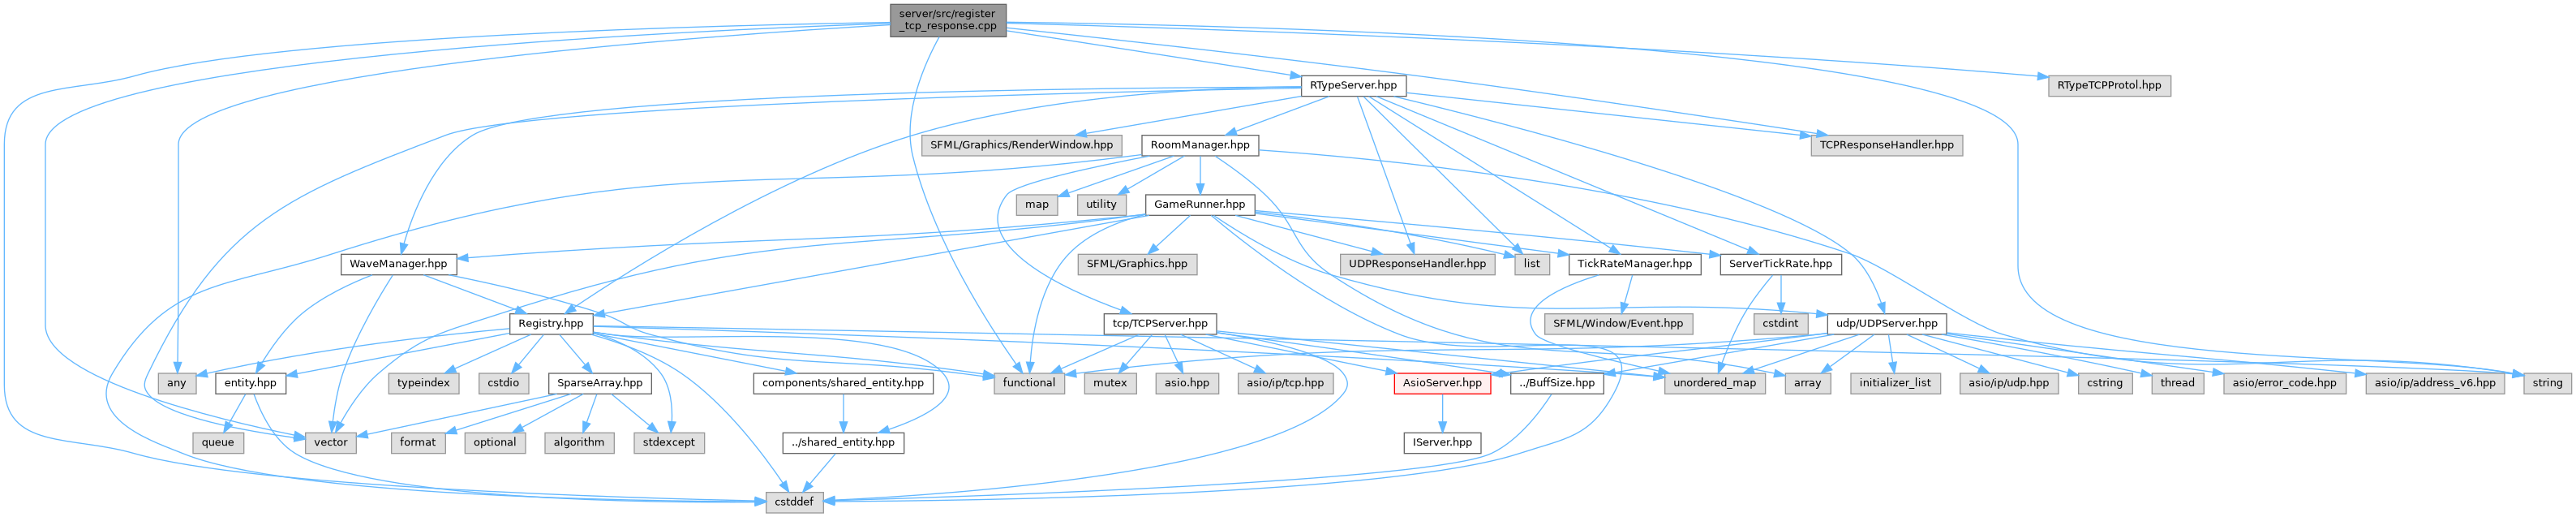 server/src/register
_tcp_response.cpp
RTypeServer.hpp
RTypeTCPProtol.hpp
SFML/Graphics/RenderWindow.hpp
RoomManager.hpp
TCPResponseHandler.hpp
map
utility
GameRunner.hpp
WaveManager.hpp
SFML/Graphics.hpp
UDPResponseHandler.hpp
list
TickRateManager.hpp
ServerTickRate.hpp
Registry.hpp
tcp/TCPServer.hpp
SFML/Window/Event.hpp
cstdint
udp/UDPServer.hpp
any
entity.hpp
typeindex
cstdio
SparseArray.hpp
components/shared_entity.hpp
functional
mutex
asio.hpp
asio/ip/tcp.hpp
AsioServer.hpp
../BuffSize.hpp
unordered_map
array
initializer_list
asio/ip/udp.hpp
cstring
thread
asio/error_code.hpp
asio/ip/address_v6.hpp
string
queue
vector
format
optional
algorithm
stdexcept
../shared_entity.hpp
IServer.hpp
cstddef